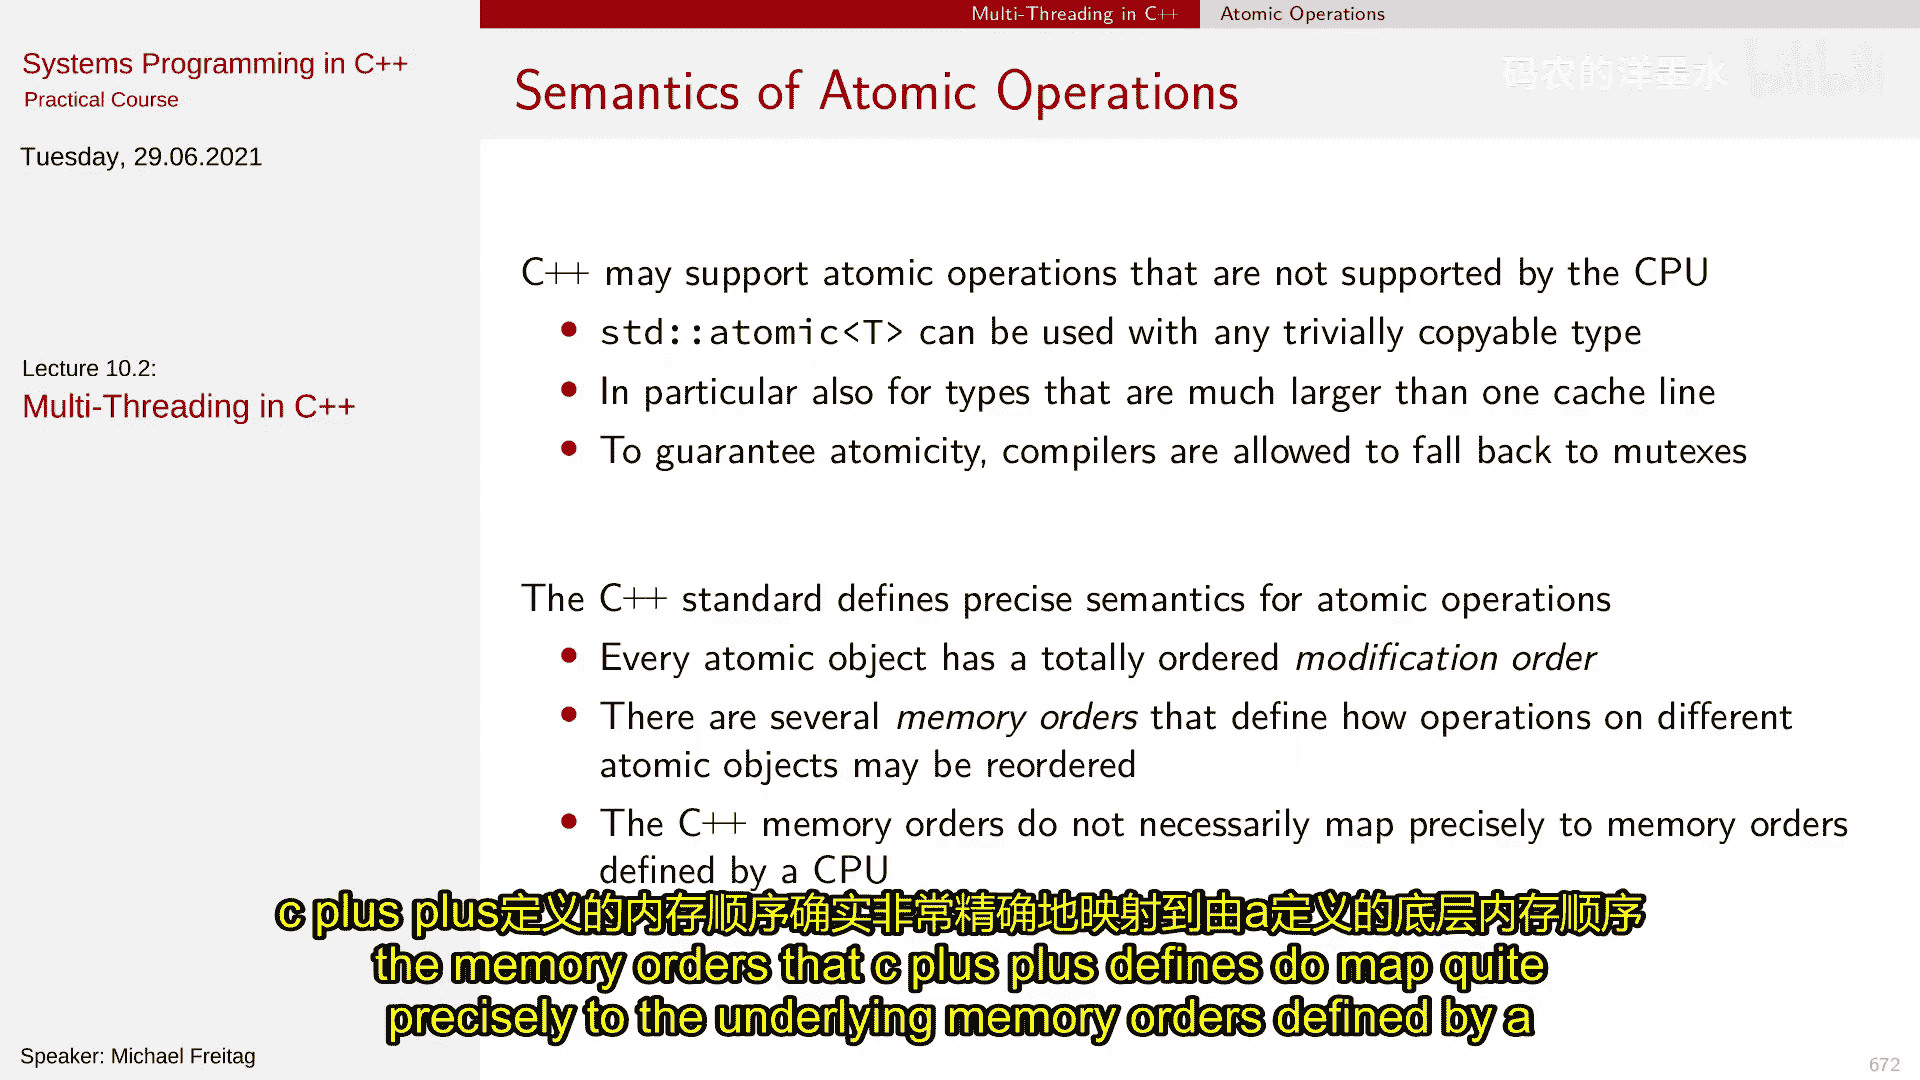 Multi-Threading in C++
Atomic Operations
Systems Programming in C++
Practical Course
Tuesday, 29.06.2021
Lecture 10.2:
Multi-Threading in C++
Speaker: Michael Freitag
Semantics of Atomic Operations
码农的洋墨水 bilibili
C++ may support atomic operations that are not supported by the CPU
• std::atomic<T> can be used with any trivially copyable type
• In particular also for types that are much larger than one cache line
• To guarantee atomicity, compilers are allowed to fall back to mutexes
The C++ standard defines precise semantics for atomic operations
• Every atomic object has a totally ordered modification order
• There are several memory orders that define how operations on different
atomic objects may be reordered
• The C++ memory orders do not necessarily map precisely to memory orders
defined by a CPU
c plus plus定义的内存顺序确实非常精确地映射到由a定义的底层内存顺序
the memory orders that c plus plus defines do map quite
precisely to the underlying memory orders defined by a
672